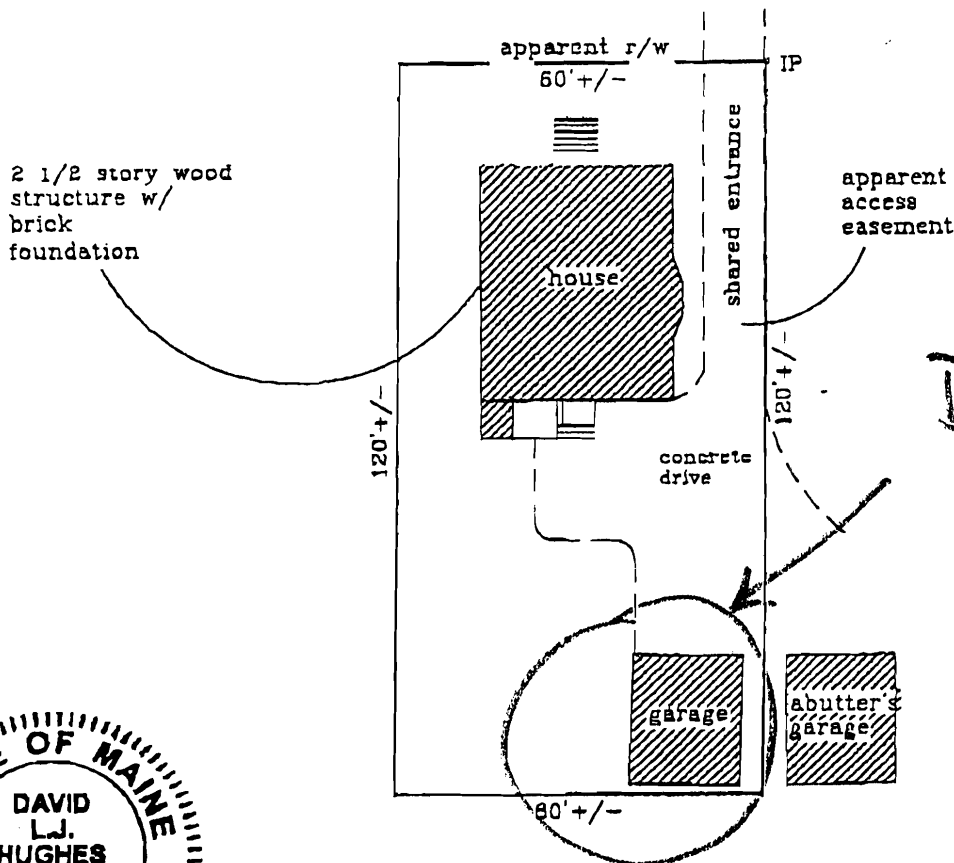 apparent r/w
60'+/-
IP
2 1/2 story wood
structure w/
brick
foundation
shared entrance
apparent
access
easement
house
120'+/-
120'+/-
concrete
drive
garage
abutter's
garage
60'+/-
OF MAINE
DAVID
L.J.
HUGHES